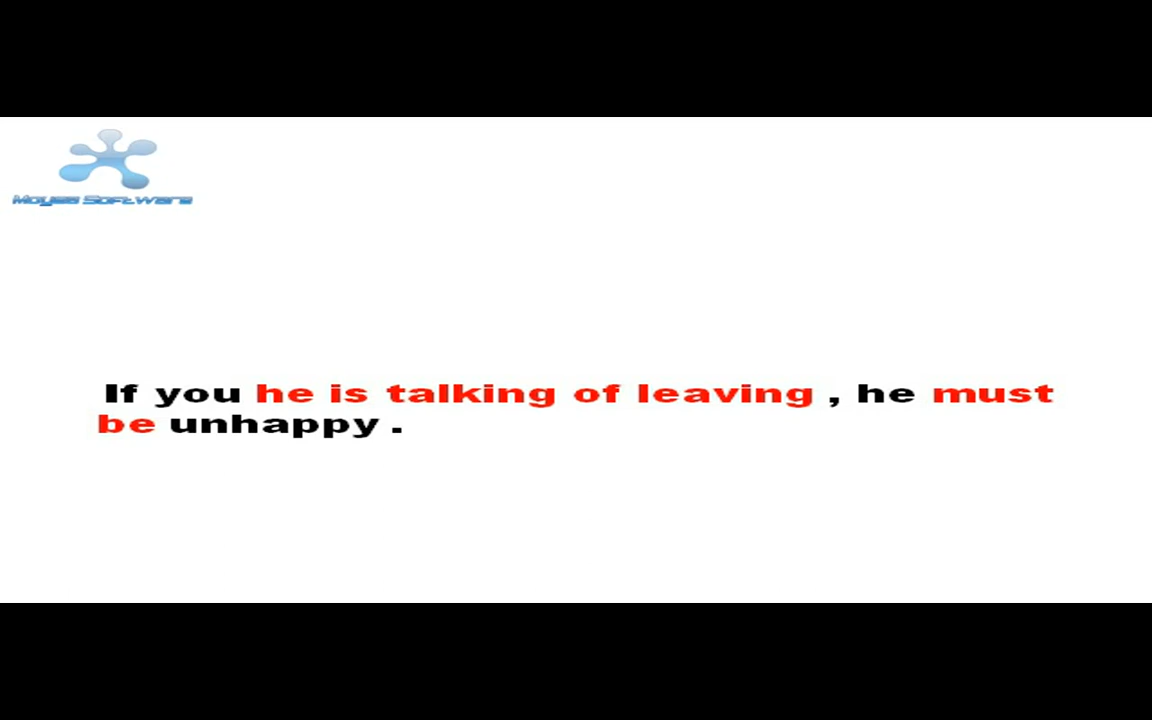 Moyea Software
If you he is talking of leaving , he must
be unhappy .